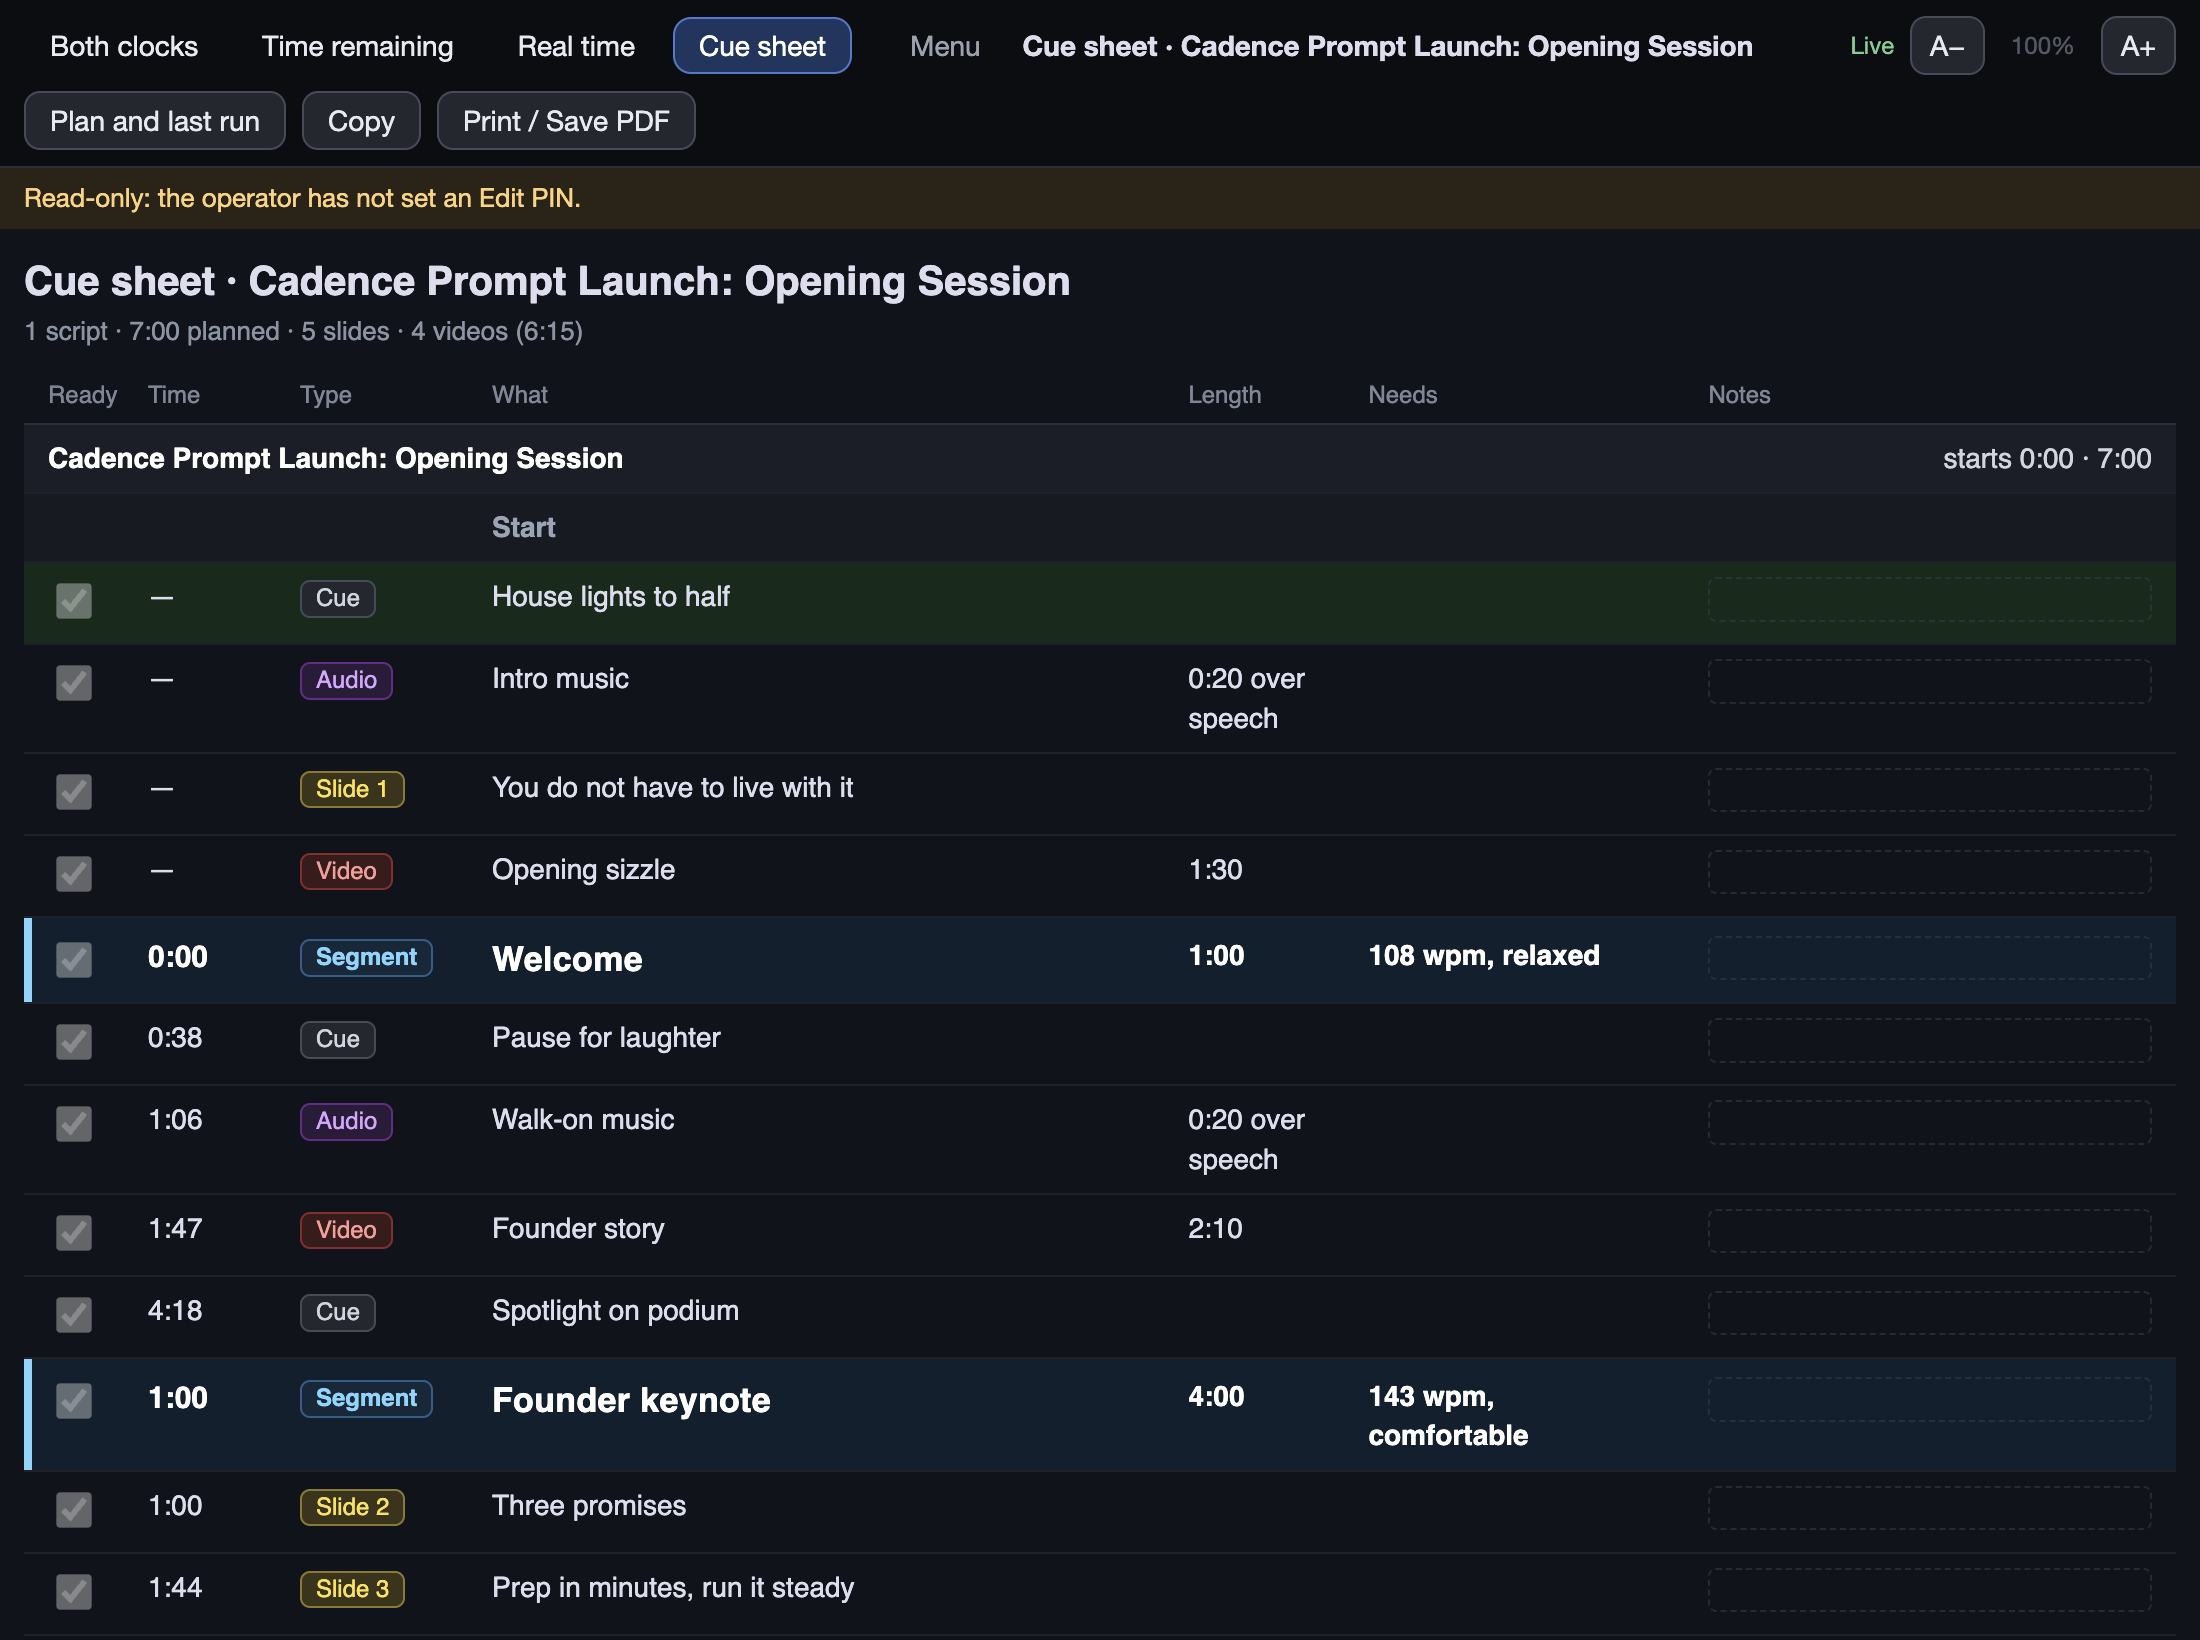 Both clocks Time remaining Real time Cue sheet Menu Cue sheet · Cadence Prompt Launch: Opening Session Live A– 100% A+
Plan and last run Copy Print / Save PDF
Read-only: the operator has not set an Edit PIN.
Cue sheet · Cadence Prompt Launch: Opening Session
1 script · 7:00 planned · 5 slides · 4 videos (6:15)
Ready Time Type What Length Needs Notes
Cadence Prompt Launch: Opening Session starts 0:00 · 7:00
Start
— Cue House lights to half
— Audio Intro music 0:20 over
speech
— Slide 1 You do not have to live with it
— Video Opening sizzle 1:30
0:00 Segment Welcome 1:00 108 wpm, relaxed
0:38 Cue Pause for laughter
1:06 Audio Walk-on music 0:20 over
speech
1:47 Video Founder story 2:10
4:18 Cue Spotlight on podium
1:00 Segment Founder keynote 4:00 143 wpm,
comfortable
1:00 Slide 2 Three promises
1:44 Slide 3 Prep in minutes, run it steady